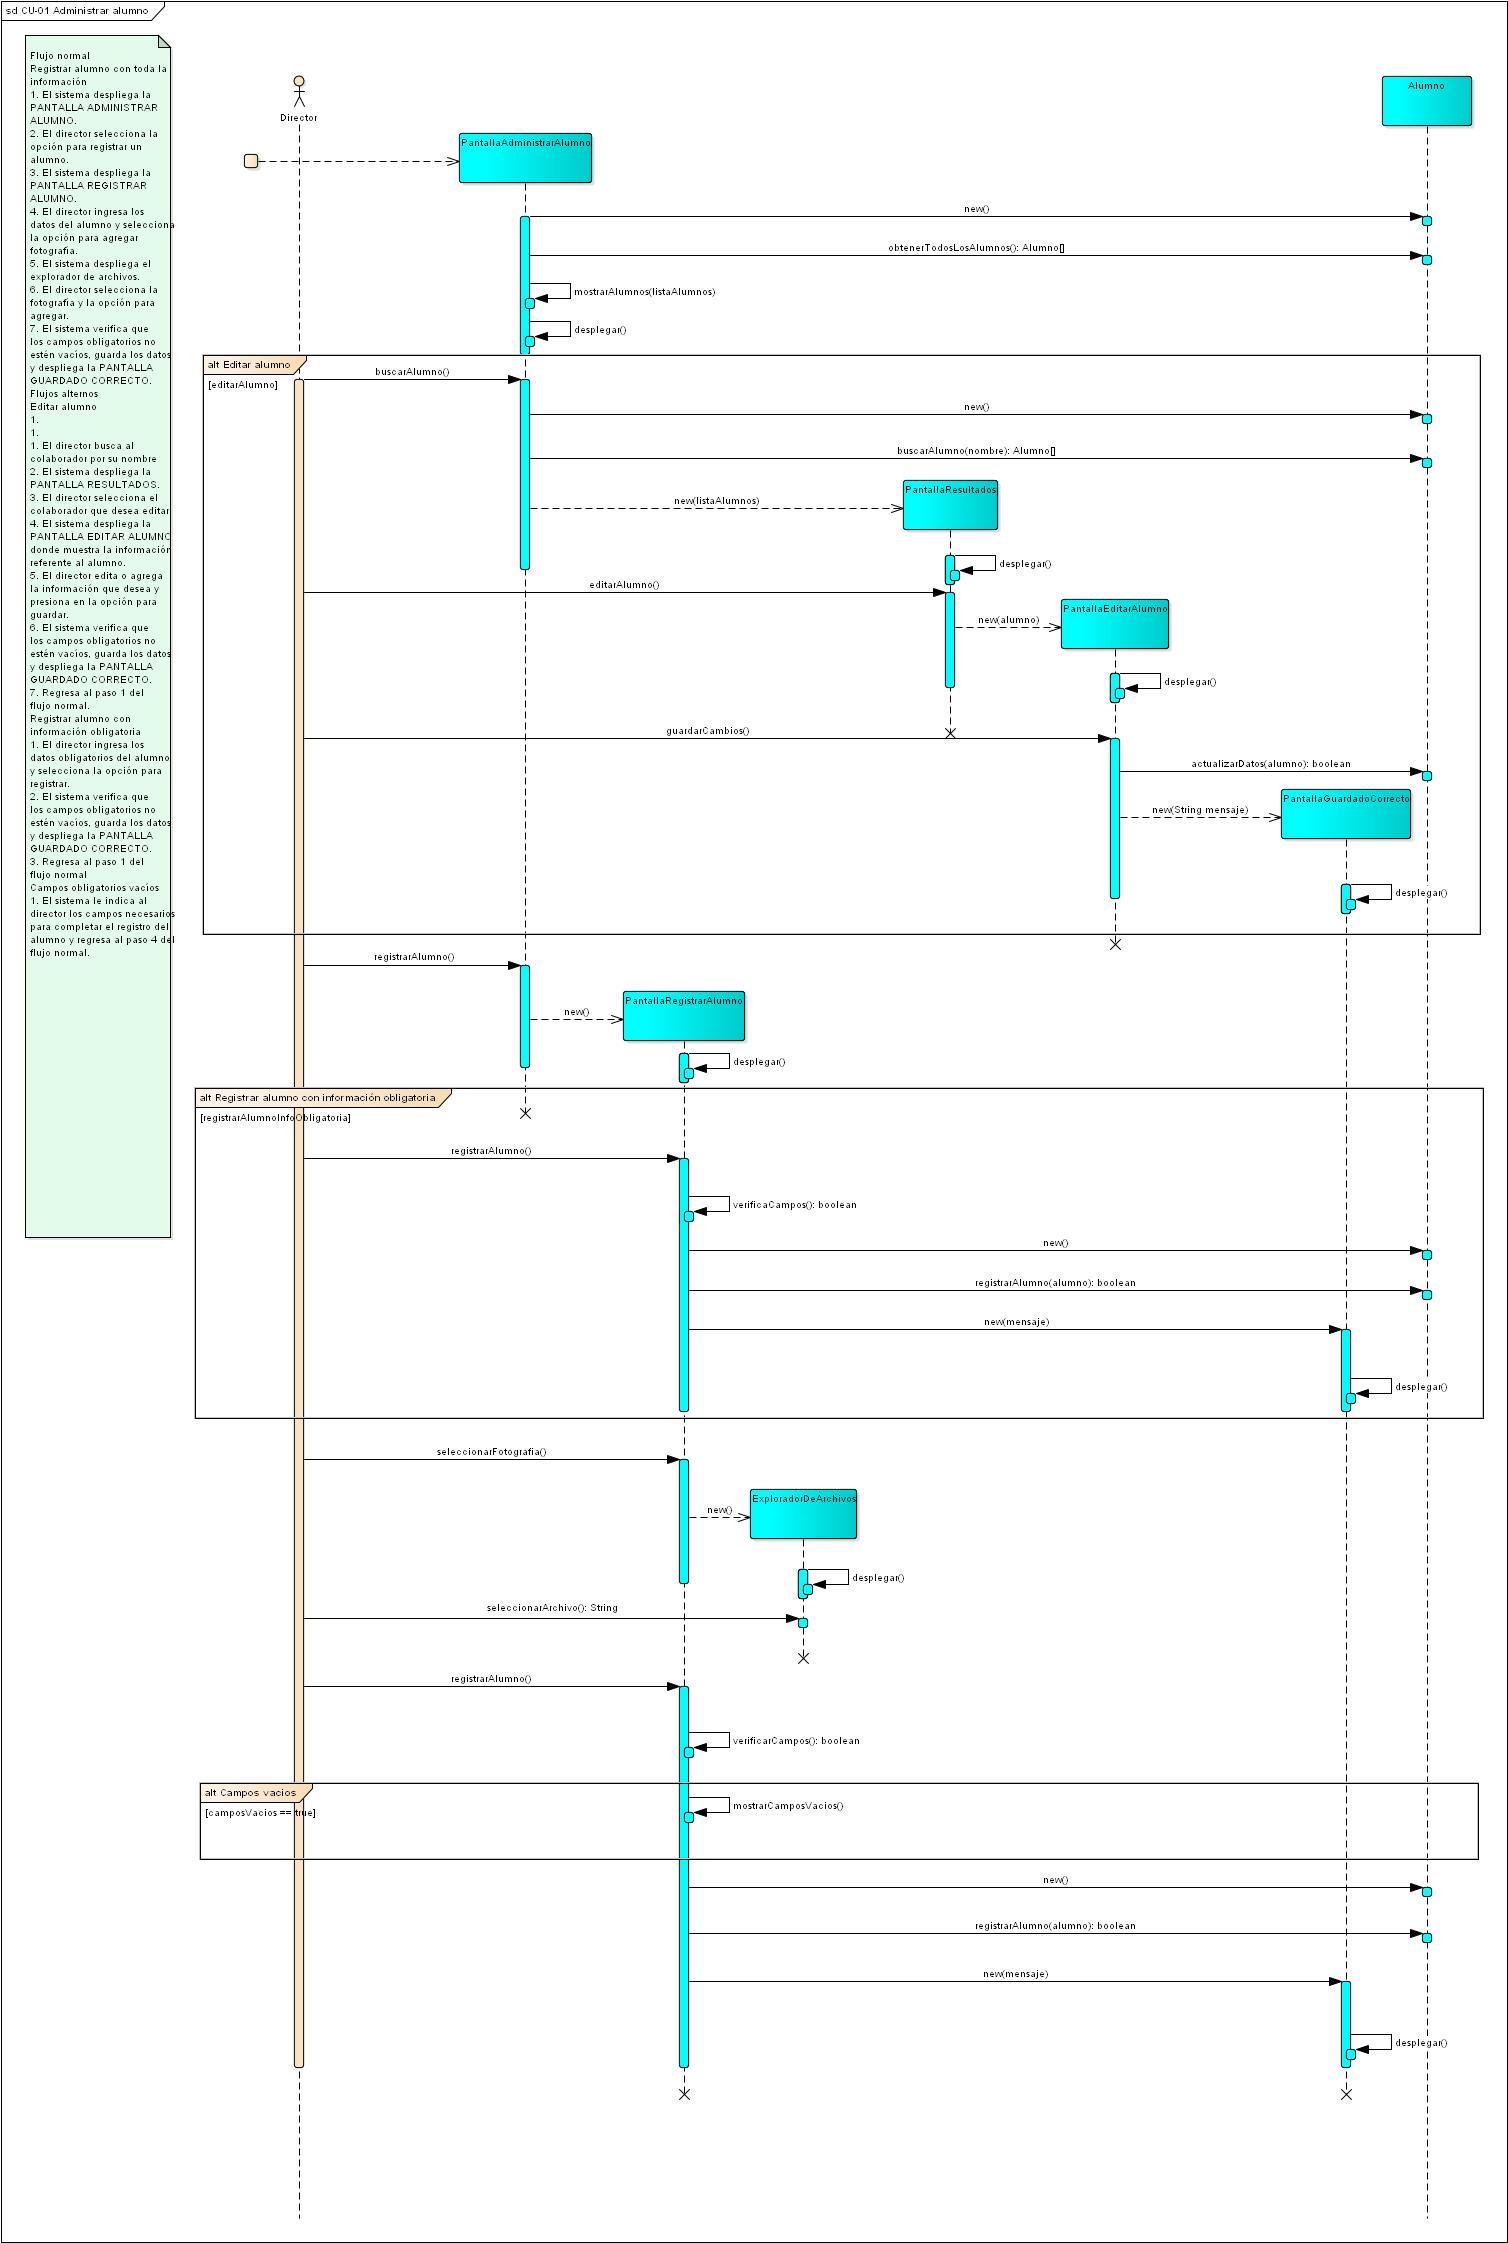 sd CU-01 Administrar alumno
Flujo normal
Registrar alumno con toda la
información
1. El sistema despliega la
PANTALLA ADMINISTRAR
ALUMNO.
2. El director selecciona la
opción para registrar un
alumno.
3. El sistema despliega la
PANTALLA REGISTRAR
ALUMNO.
4. El director ingresa los
datos del alumno y selecciona
la opción para agregar
fotografía.
5. El sistema despliega el
explorador de archivos.
6. El director selecciona la
fotografía y la opción para
agregar.
7. El sistema verifica que
los campos obligatorios no
estén vacíos, guarda los datos
y despliega la PANTALLA
GUARDADO CORRECTO.
Flujos alternos
Editar alumno
1.
1.
1. El director busca al
colaborador por su nombre
2. El sistema despliega la
PANTALLA RESULTADOS.
3. El director selecciona el
colaborador que desea editar
4. El sistema despliega la
PANTALLA EDITAR ALUMNO
donde muestra la información
referente al alumno.
5. El director edita o agrega
la información que desea y
presiona en la opción para
guardar.
6. El sistema verifica que
los campos obligatorios no
estén vacíos, guarda los datos
y despliega la PANTALLA
GUARDADO CORRECTO.
7. Regresa al paso 1 del
flujo normal.
Registrar alumno con
información obligatoria
1. El director ingresa los
datos obligatorios del alumno
y selecciona la opción para
registrar.
2. El sistema verifica que
los campos obligatorios no
estén vacíos, guarda los datos
y despliega la PANTALLA
GUARDADO CORRECTO.
3. Regresa al paso 1 del
flujo normal
Campos obligatorios vacíos
1. El sistema le indica al
director los campos necesarios
para completar el registro del
alumno y regresa al paso 4 del
flujo normal.
Alumno
Director
PantallaAdministrarAlumno
new()
obtenerTodosLosAlumnos(): Alumno[]
mostrarAlumnos(listaAlumnos)
desplegar()
alt Editar alumno
[editarAlumno]
buscarAlumno()
new()
buscarAlumno(nombre): Alumno[]
PantallaResultados
new(listaAlumnos)
desplegar()
editarAlumno()
PantallaEditarAlumno
new(alumno)
desplegar()
guardarCambios()
actualizarDatos(alumno): boolean
PantallaGuardadoCorrecto
new(String mensaje)
desplegar()
registrarAlumno()
PantallaRegistrarAlumno
new()
desplegar()
alt Registrar alumno con información obligatoria
[registrarAlumnoInfoObligatoria]
registrarAlumno()
verificaCampos(): boolean
new()
registrarAlumno(alumno): boolean
new(mensaje)
desplegar()
seleccionarFotografia()
ExploradorDeArchivos
new()
desplegar()
seleccionarArchivo(): String
registrarAlumno()
verificarCampos(): boolean
alt Campos vacios
[camposVacios == true]
mostrarCamposVacios()
new()
registrarAlumno(alumno): boolean
new(mensaje)
desplegar()